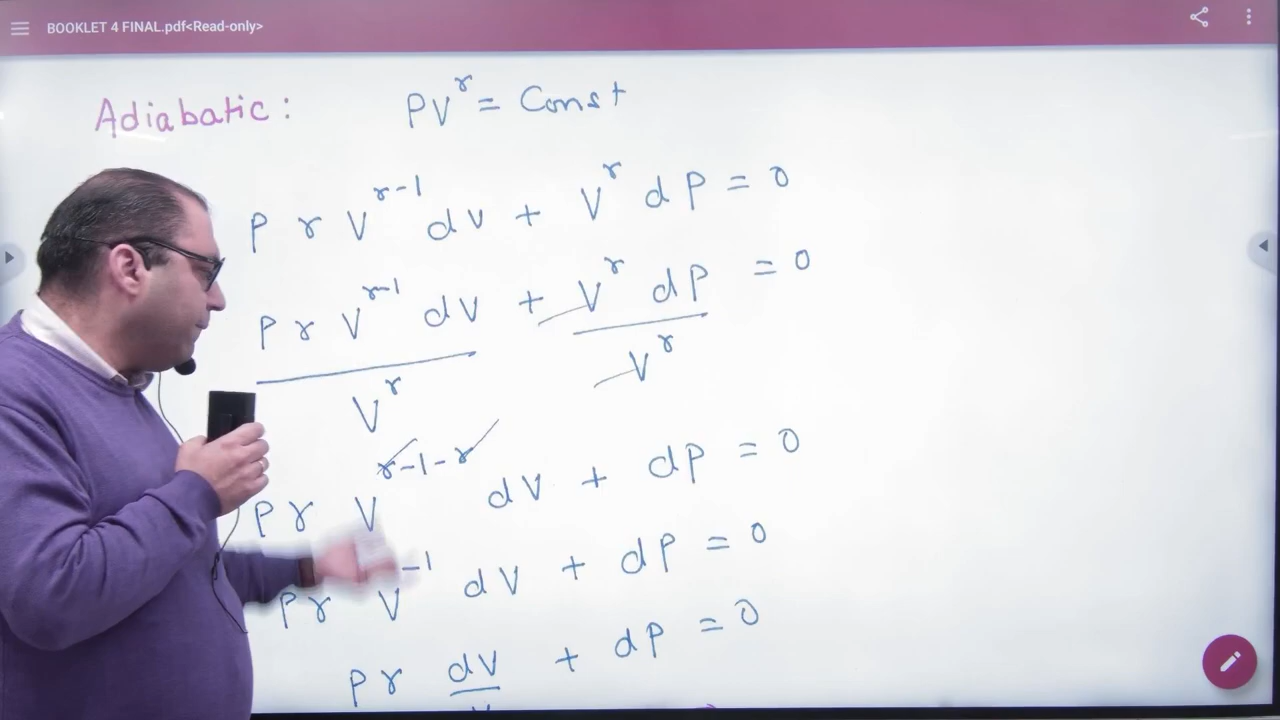 BOOKLET 4 FINAL.pdf<Read-only>
Adiabatic : PV^γ = Const
P γ V^γ-1 dV + V^γ dP = 0
P γ V^γ-1 dV + V^γ dP = 0
V^γ V^γ
P γ V^γ-1-γ dV + dP = 0
P γ V^-1 dV + dP = 0
P γ dV + dP = 0